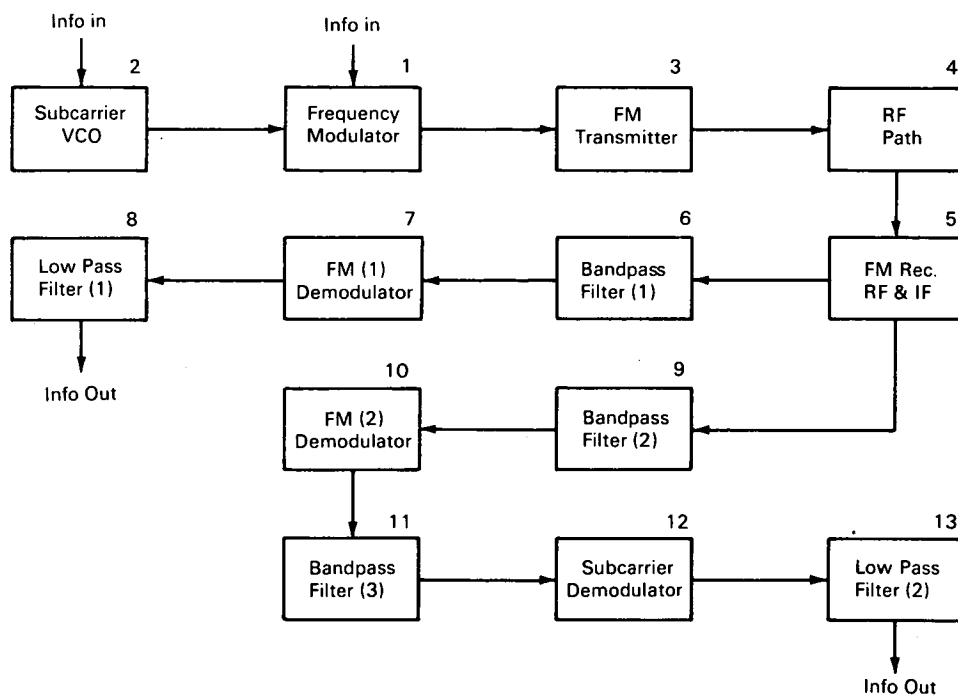 Info in
Info in
2
1
3
4
Subcarrier
VCO
Frequency
Modulator
FM
Transmitter
RF
Path
8
7
6
5
Low Pass
Filter (1)
FM (1)
Demodulator
Bandpass
Filter (1)
FM Rec.
RF & IF
Info Out
10
9
FM (2)
Demodulator
Bandpass
Filter (2)
11
12
13
Bandpass
Filter (3)
Subcarrier
Demodulator
Low Pass
Filter (2)
Info Out